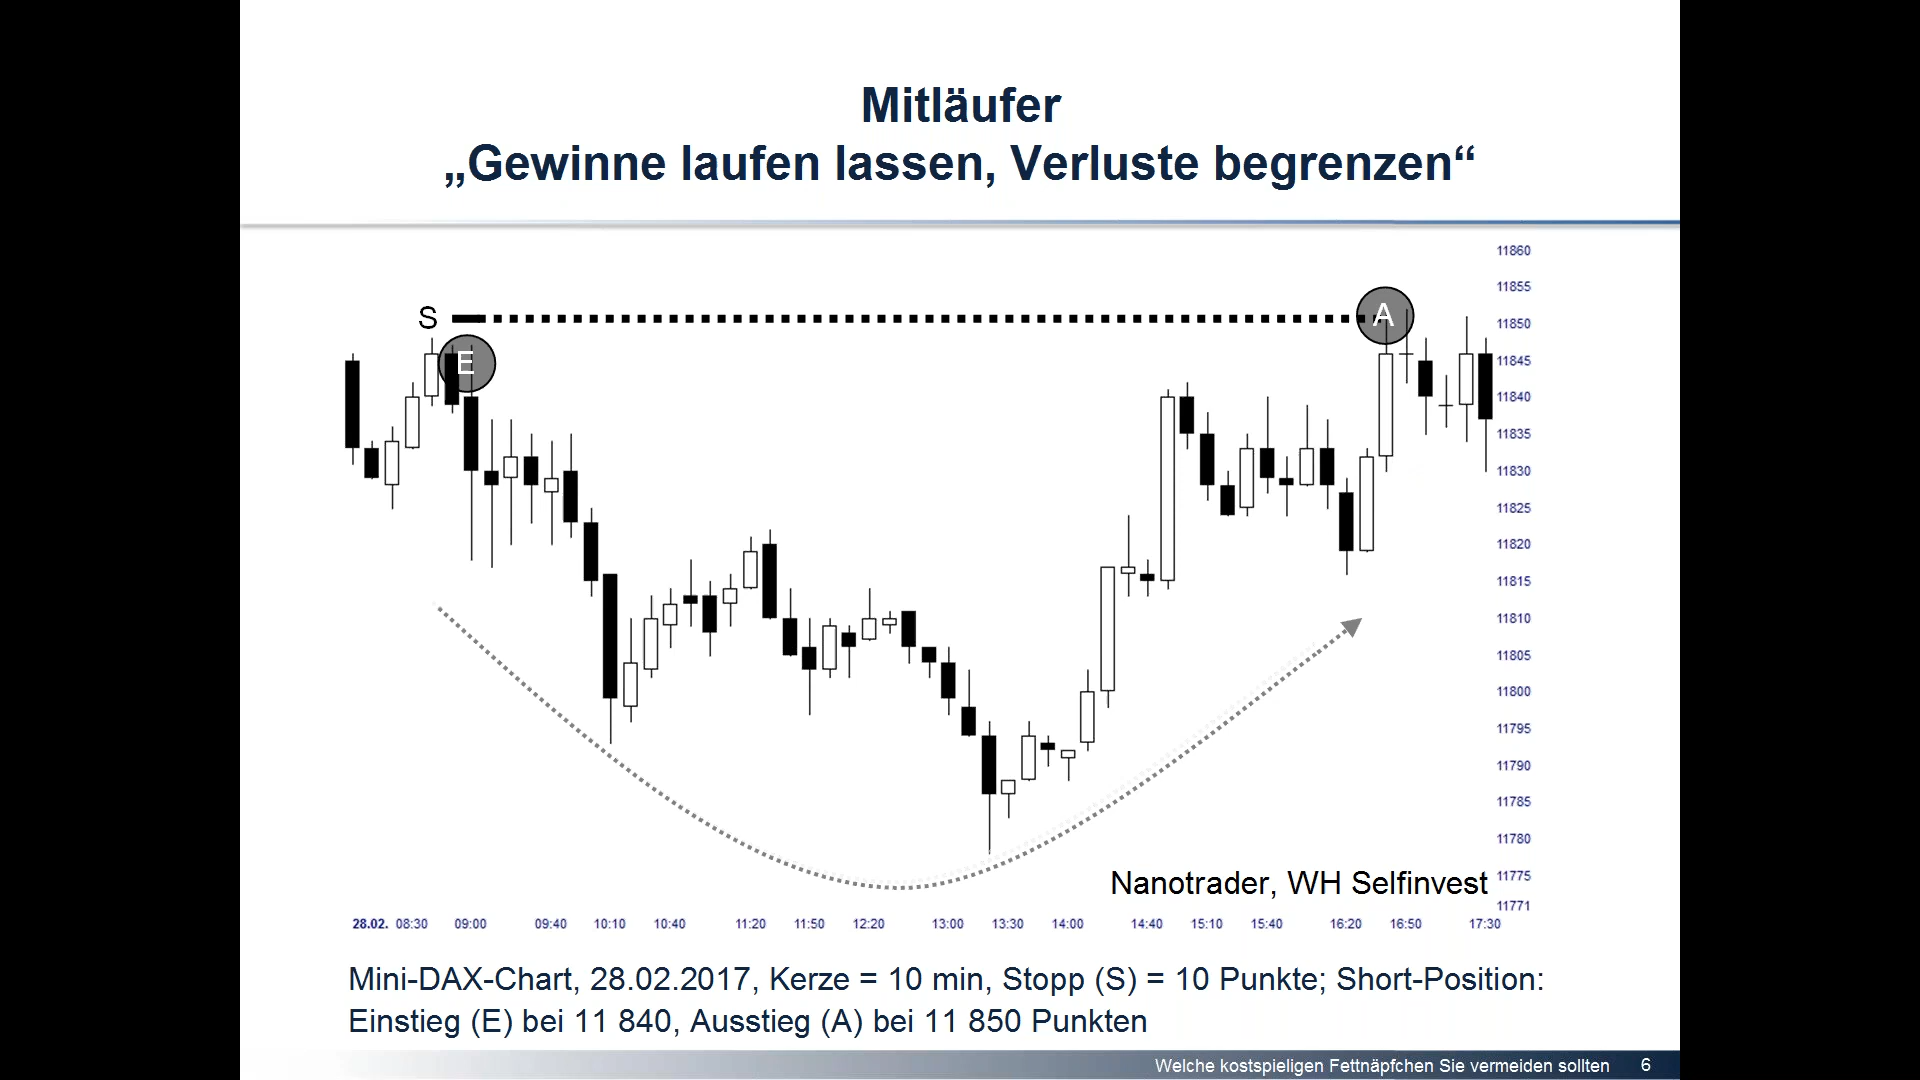 Mitläufer
„Gewinne laufen lassen, Verluste begrenzen“
11860
11855
S
A
11850
E
11845
11840
11835
11830
11825
11820
11815
11810
11805
11800
11795
11790
11785
11780
Nanotrader, WH Selfinvest
11775
11771
28.02. 08:30 09:00 09:40 10:10 10:40 11:20 11:50 12:20 13:00 13:30 14:00 14:40 15:10 15:40 16:20 16:50 17:30
Mini-DAX-Chart, 28.02.2017, Kerze = 10 min, Stopp (S) = 10 Punkte; Short-Position:
Einstieg (E) bei 11 840, Ausstieg (A) bei 11 850 Punkten
Welche kostspieligen Fettnäpfchen Sie vermeiden sollten 6